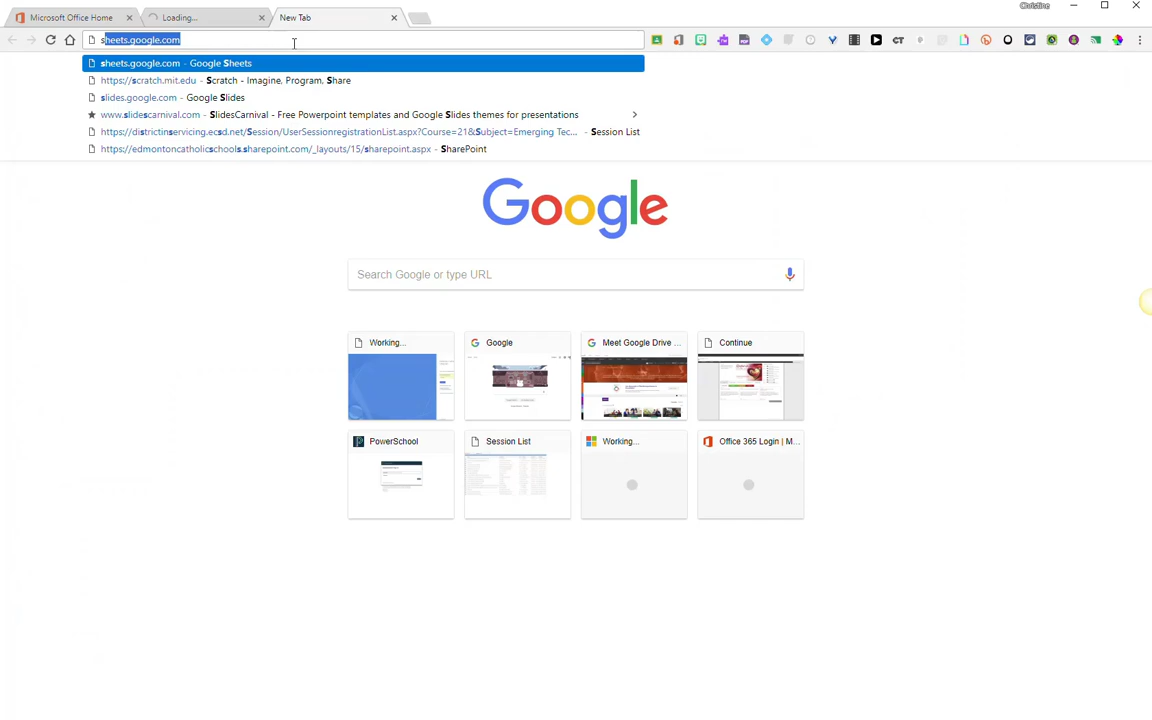 Christine
Microsoft Office Home
Loading...
New Tab
sheets.google.com
sheets.google.com - Google Sheets
https://scratch.mit.edu - Scratch - Imagine, Program, Share
slides.google.com - Google Slides
www.slidescarnival.com - SlidesCarnival - Free Powerpoint templates and Google Slides themes for presentations
https://districtinservicing.ecsd.net/Session/UserSessionregistrationList.aspx?Course=21&Subject=Emerging Tec... - Session List
https://edmontoncatholicschools.sharepoint.com/_layouts/15/sharepoint.aspx - SharePoint
Google
Search Google or type URL
Working...
Google
Meet Google Drive ...
Continue
PowerSchool
Session List
Working...
Office 365 Login | M...